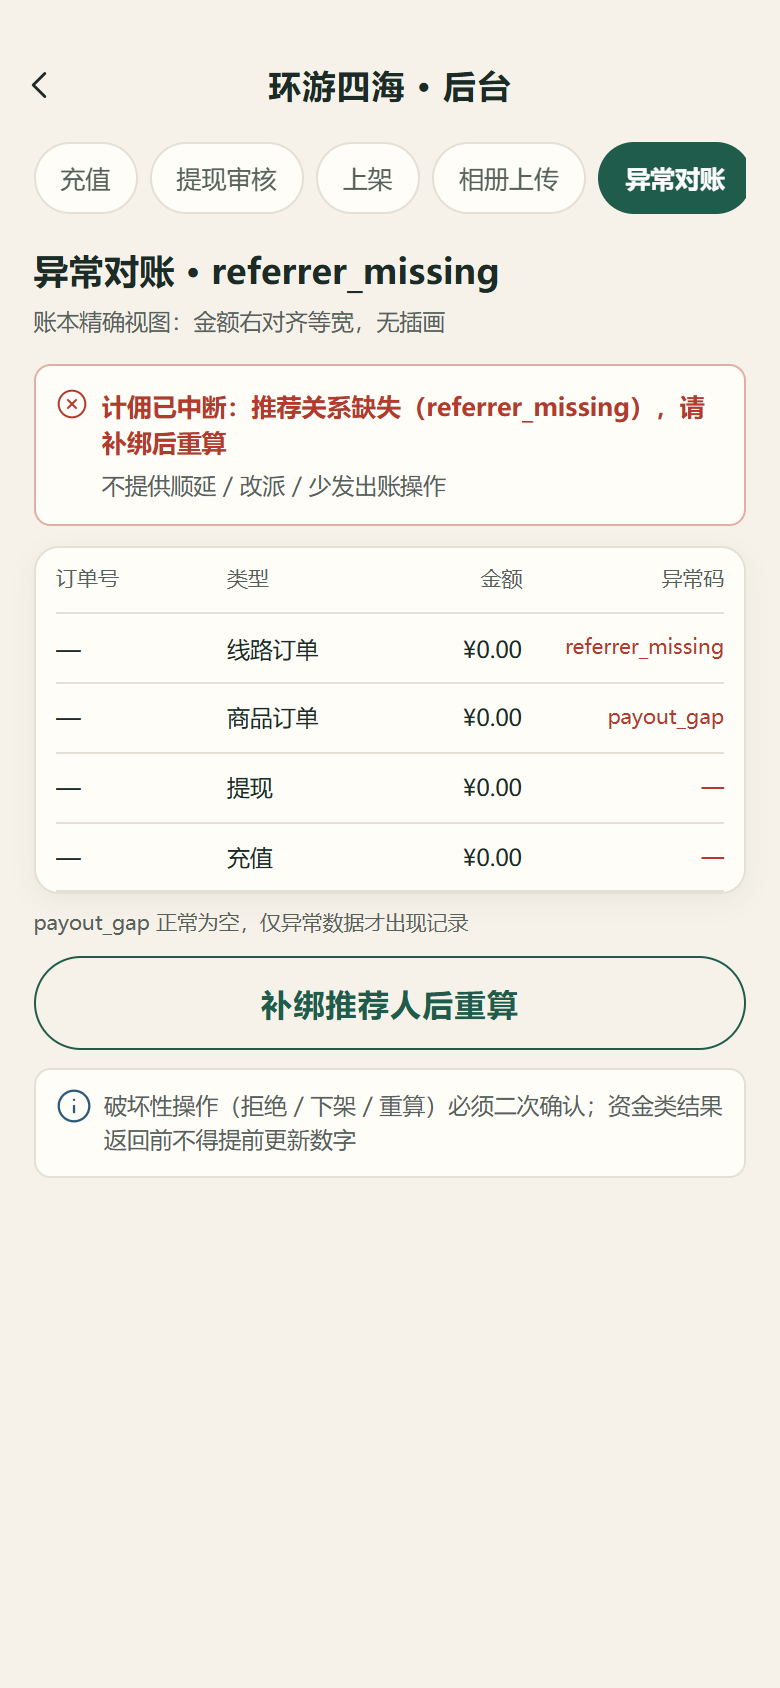 环游四海 • 后台
充值 提现审核 上架 相册上传 异常对账
异常对账 • referrer_missing
账本精确视图：金额右对齐等宽，无插画
计佣已中断：推荐关系缺失（referrer_missing），请
补绑后重算
不提供顺延 / 改派 / 少发出账操作
订单号 类型 金额 异常码
— 线路订单 ¥0.00 referrer_missing
— 商品订单 ¥0.00 payout_gap
— 提现 ¥0.00 —
— 充值 ¥0.00 —
payout_gap 正常为空，仅异常数据才出现记录
补绑推荐人后重算
破坏性操作（拒绝 / 下架 / 重算）必须二次确认；资金类结果
返回前不得提前更新数字